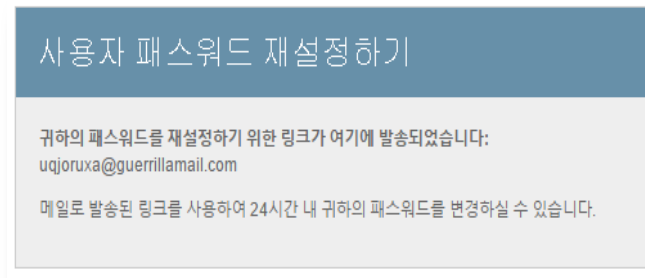 사용자 패스워드 재설정하기
귀하의 패스워드를 재설정하기 위한 링크가 여기에 발송되었습니다:
uqjoruxa@guerrillamail.com
메일로 발송된 링크를 사용하여 24시간 내 귀하의 패스워드를 변경하실 수 있습니다.